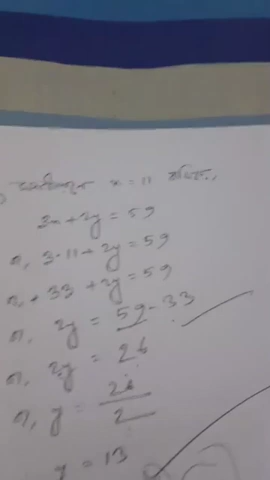 x = 11
3x + 2y = 59
বা, 3·11 + 2y = 59
বা, + 33 + 2y = 59
বা, 2y = 59 - 33
বা, 2y = 26
বা, y = 26/2
y = 13